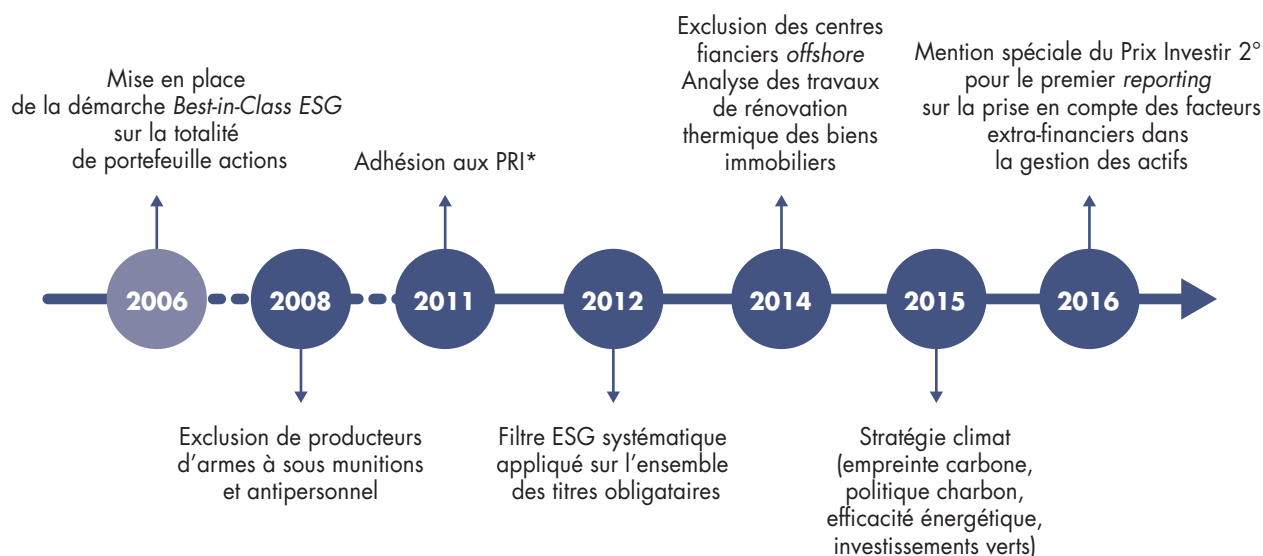 Mise en place
de la démarche Best-in-Class ESG
sur la totalité
de portefeuille actions
Adhésion aux PRI*
Exclusion des centres
fianciers offshore
Analyse des travaux
de rénovation
thermique des biens
immobiliers
Mention spéciale du Prix Investir 2°
pour le premier reporting
sur la prise en compte des facteurs
extra-financiers dans
la gestion des actifs
2006
2008
2011
2012
2014
2015
2016
Exclusion de producteurs
d’armes à sous munitions
et antipersonnel
Filtre ESG systématique
appliqué sur l’ensemble
des titres obligataires
Stratégie climat
(empreinte carbone,
politique charbon,
efficacité énergétique,
investissements verts)